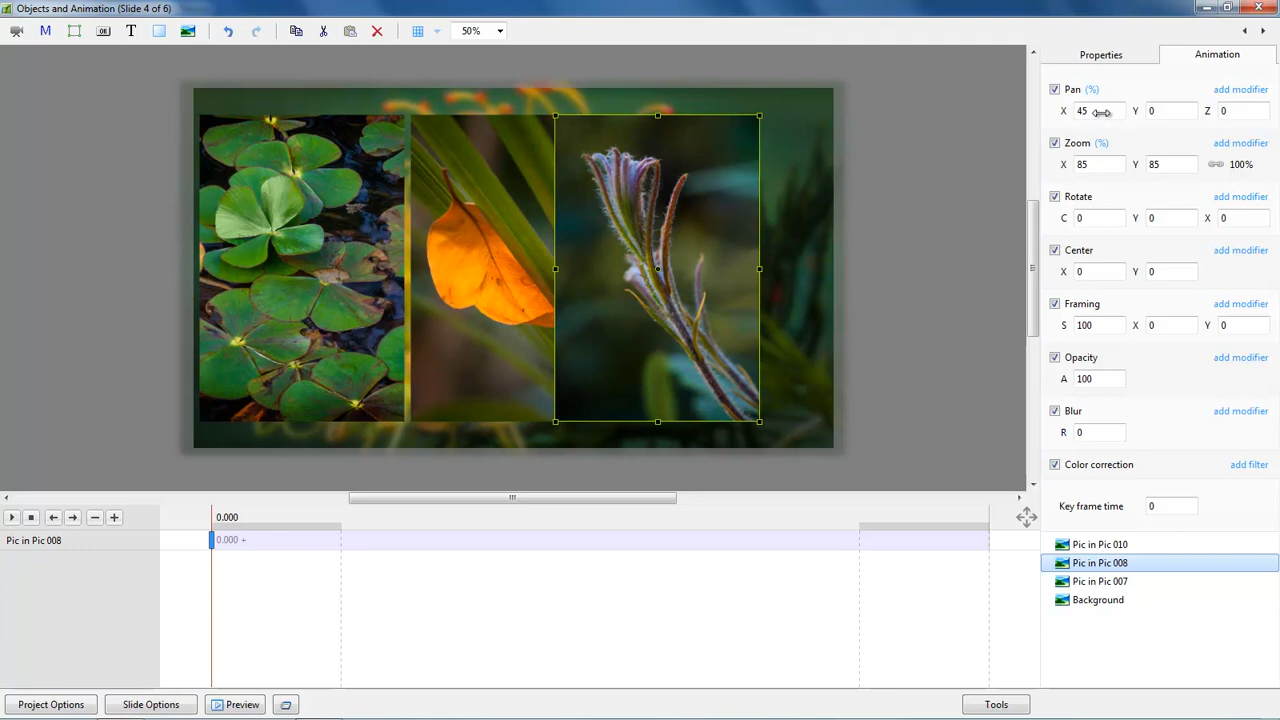 Objects and Animation (Slide 4 of 6)
M OK T 50%
Properties Animation
Pan (%) add modifier
X 45 Y 0 Z 0
Zoom (%) add modifier
X 85 Y 85 100%
Rotate add modifier
C 0 Y 0 X 0
Center add modifier
X 0 Y 0
Framing add modifier
S 100 X 0 Y 0
Opacity add modifier
A 100
Blur add modifier
R 0
Color correction add filter
Key frame time 0
0.000
Pic in Pic 008 0.000 +
Pic in Pic 010
Pic in Pic 008
Pic in Pic 007
Background
Project Options Slide Options Preview Tools